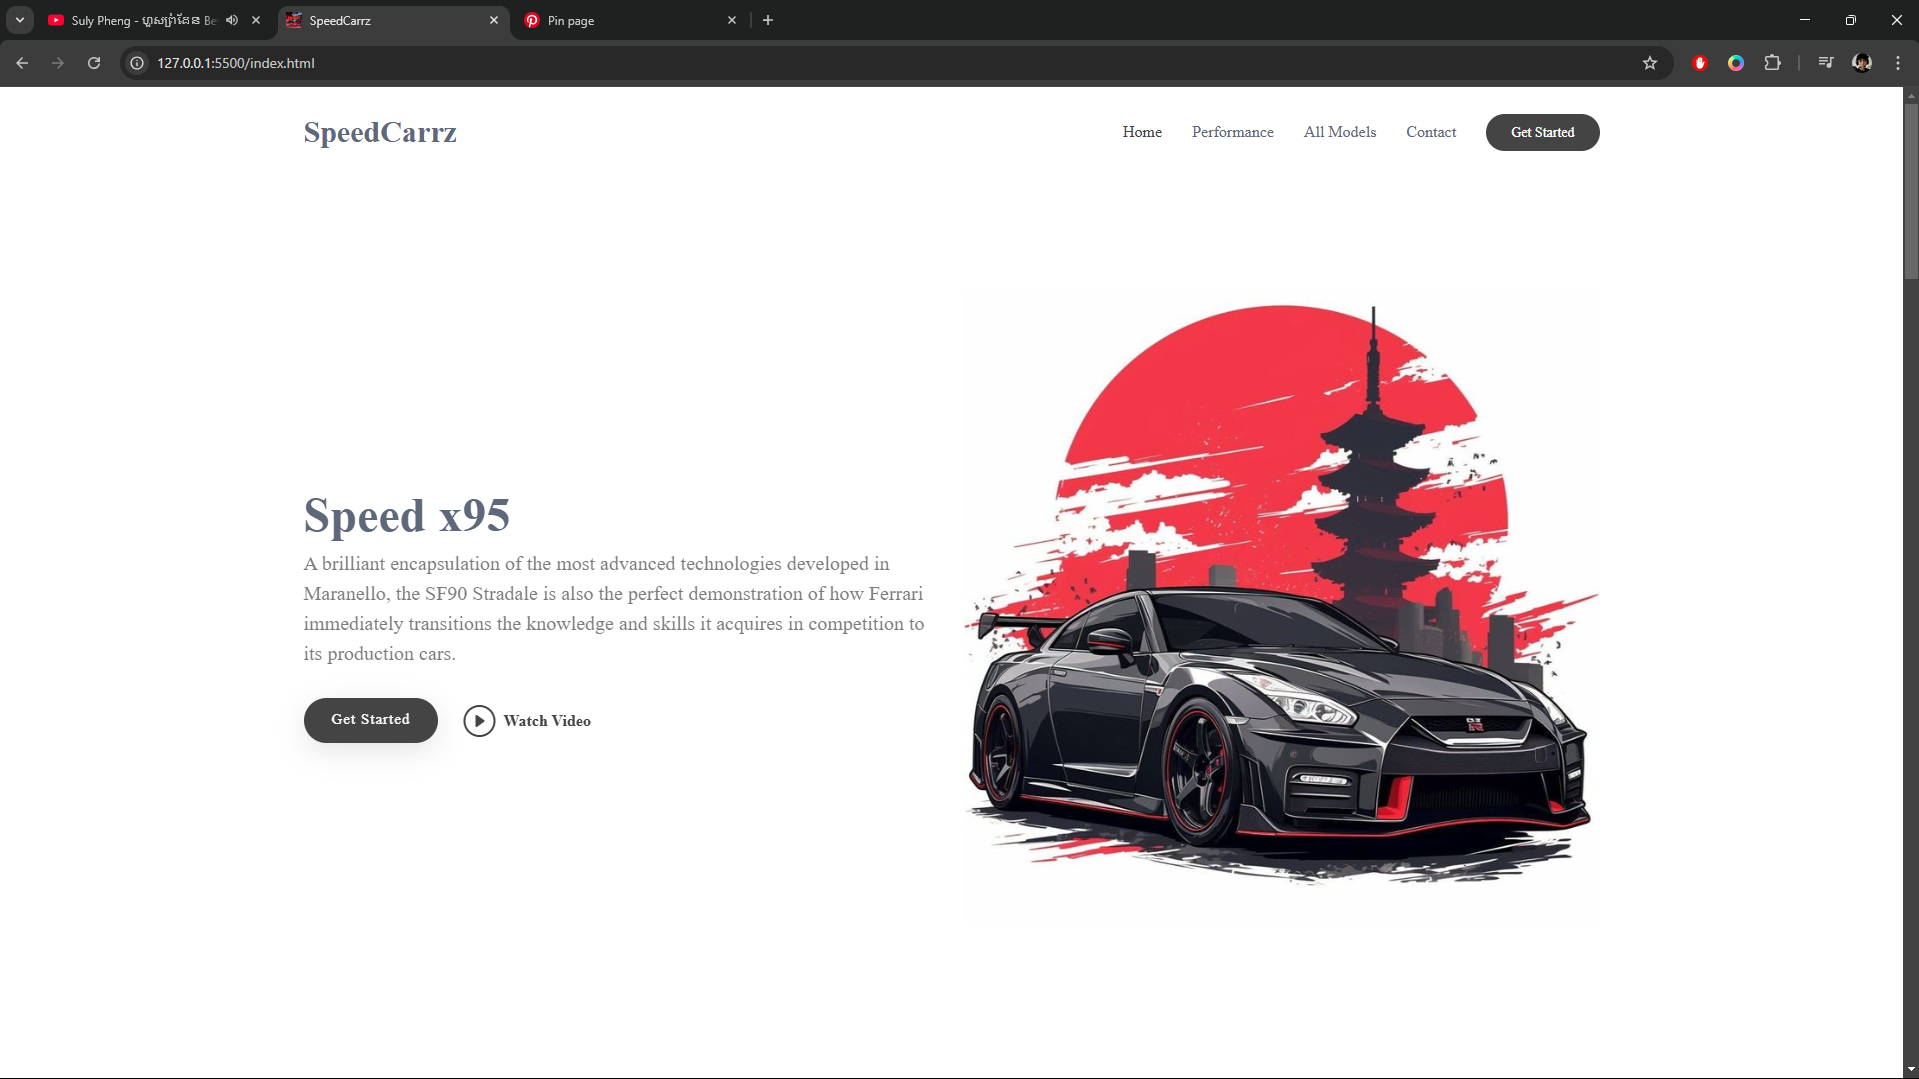 Suly Pheng - ហួសព្រំដែន Be
SpeedCarrz
Pin page
127.0.0.1:5500/index.html
SpeedCarrz
Home
Performance
All Models
Contact
Get Started
Speed x95
A brilliant encapsulation of the most advanced technologies developed in
Maranello, the SF90 Stradale is also the perfect demonstration of how Ferrari
immediately transitions the knowledge and skills it acquires in competition to
its production cars.
Get Started
Watch Video